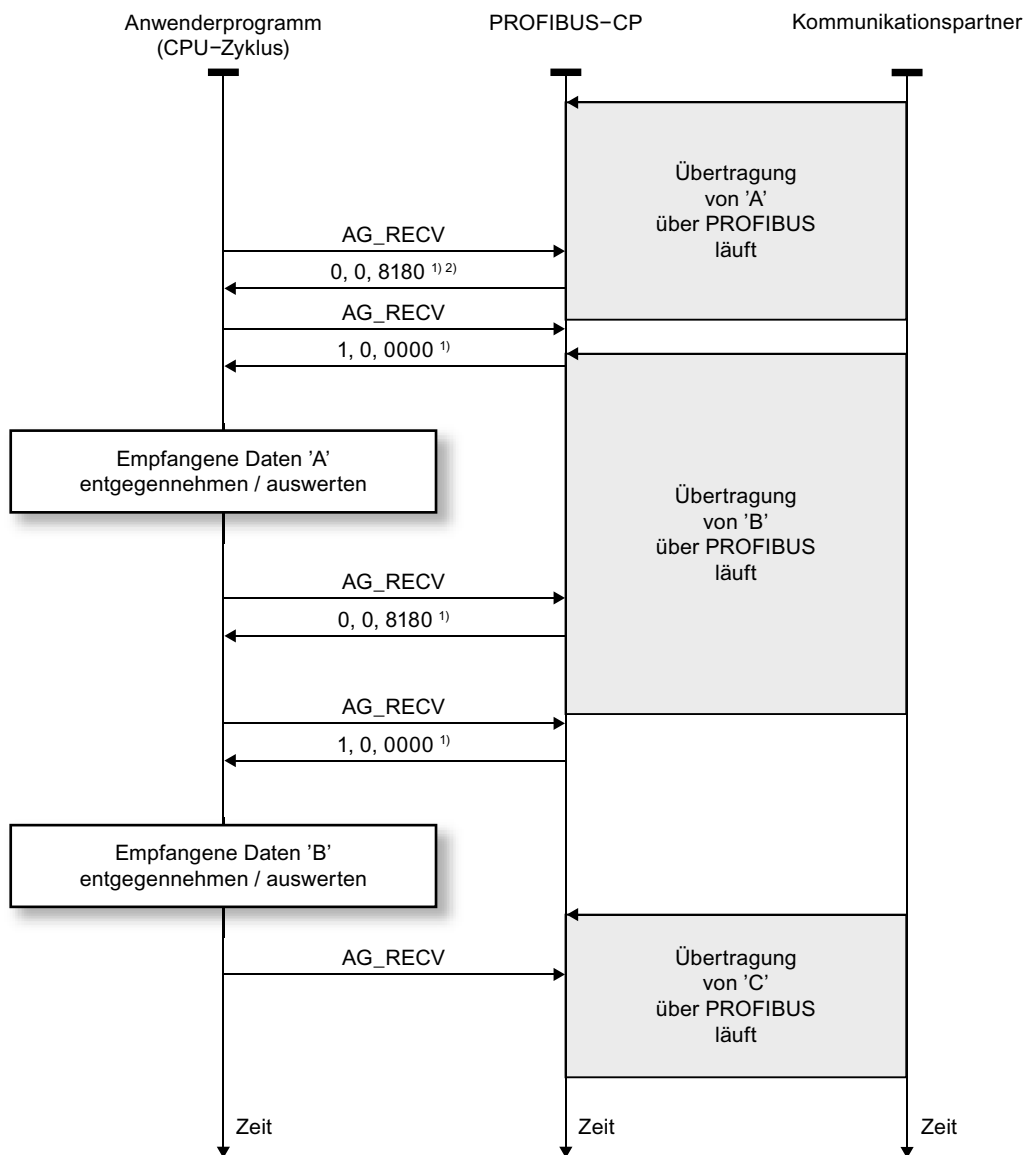 Anwenderprogramm
(CPU−Zyklus)
PROFIBUS−CP
Kommunikationspartner
Übertragung
von ’A’
über PROFIBUS
läuft
AG_RECV
0, 0, 8180 1) 2)
AG_RECV
1, 0, 0000 1)
Empfangene Daten ’A’
entgegennehmen / auswerten
Übertragung
von ’B’
über PROFIBUS
läuft
AG_RECV
0, 0, 8180 1)
AG_RECV
1, 0, 0000 1)
Empfangene Daten ’B’
entgegennehmen / auswerten
AG_RECV
Übertragung
von ’C’
über PROFIBUS
läuft
Zeit
Zeit
Zeit